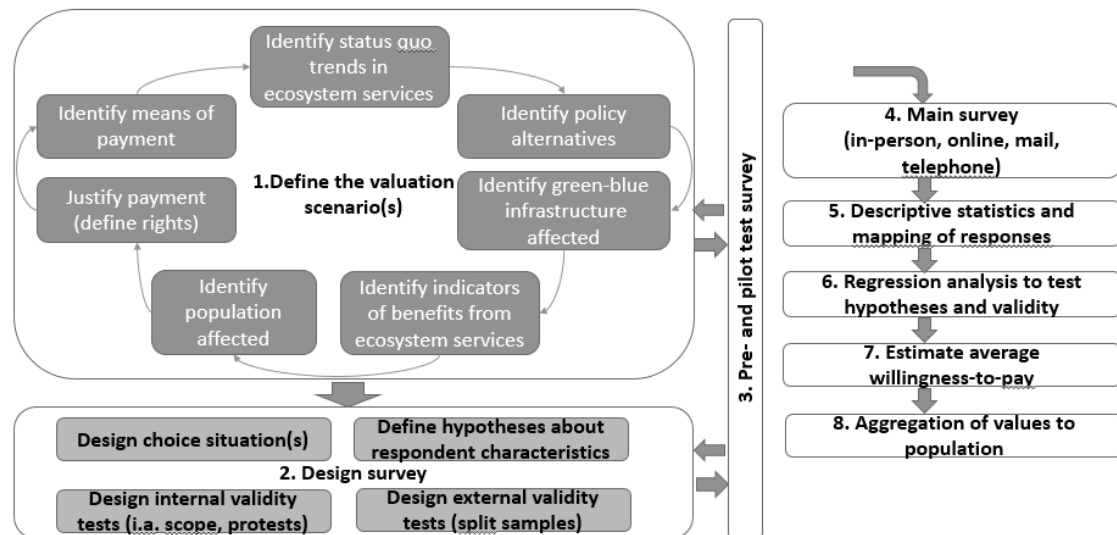 Identify status quo
trends in
ecosystem services
Identify means of
payment
Identify policy
alternatives
1.Define the valuation
scenario(s)
Justify payment
(define rights)
Identify green-blue
infrastructure
affected
Identify
population
affected
Identify indicators
of benefits from
ecosystem services
Design choice situation(s)
Define hypotheses about
respondent characteristics
2. Design survey
Design internal validity
tests (i.a. scope, protests)
Design external validity
tests (split samples)
3. Pre- and pilot test survey
4. Main survey
(in-person, online, mail,
telephone)
5. Descriptive statistics and
mapping of responses
6. Regression analysis to test
hypotheses and validity
7. Estimate average
willingness-to-pay
8. Aggregation of values to
population